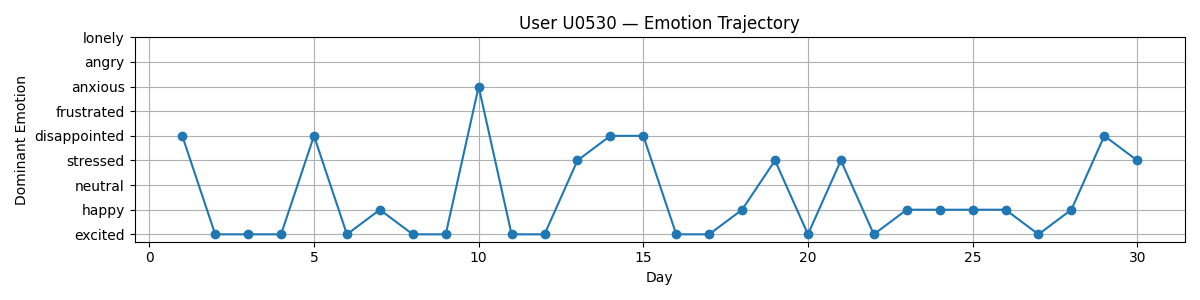 User U0530 — Emotion Trajectory
Dominant Emotion
lonely
angry
anxious
frustrated
disappointed
stressed
neutral
happy
excited
0 5 10 15 20 25 30
Day